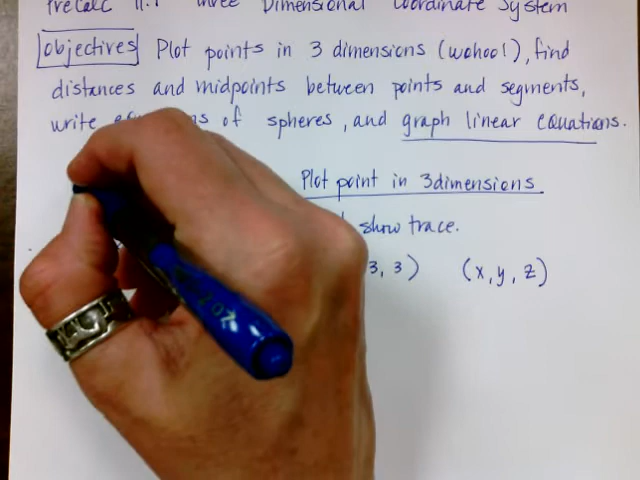 PreCalc 11.1 Three Dimensional Coordinate System
Objectives Plot points in 3 dimensions (wohoo!), find
distances and midpoints between points and segments,
write of spheres, and graph linear equations.
Plot point in 3dimensions
show trace.
3, 3) (x, y, z)